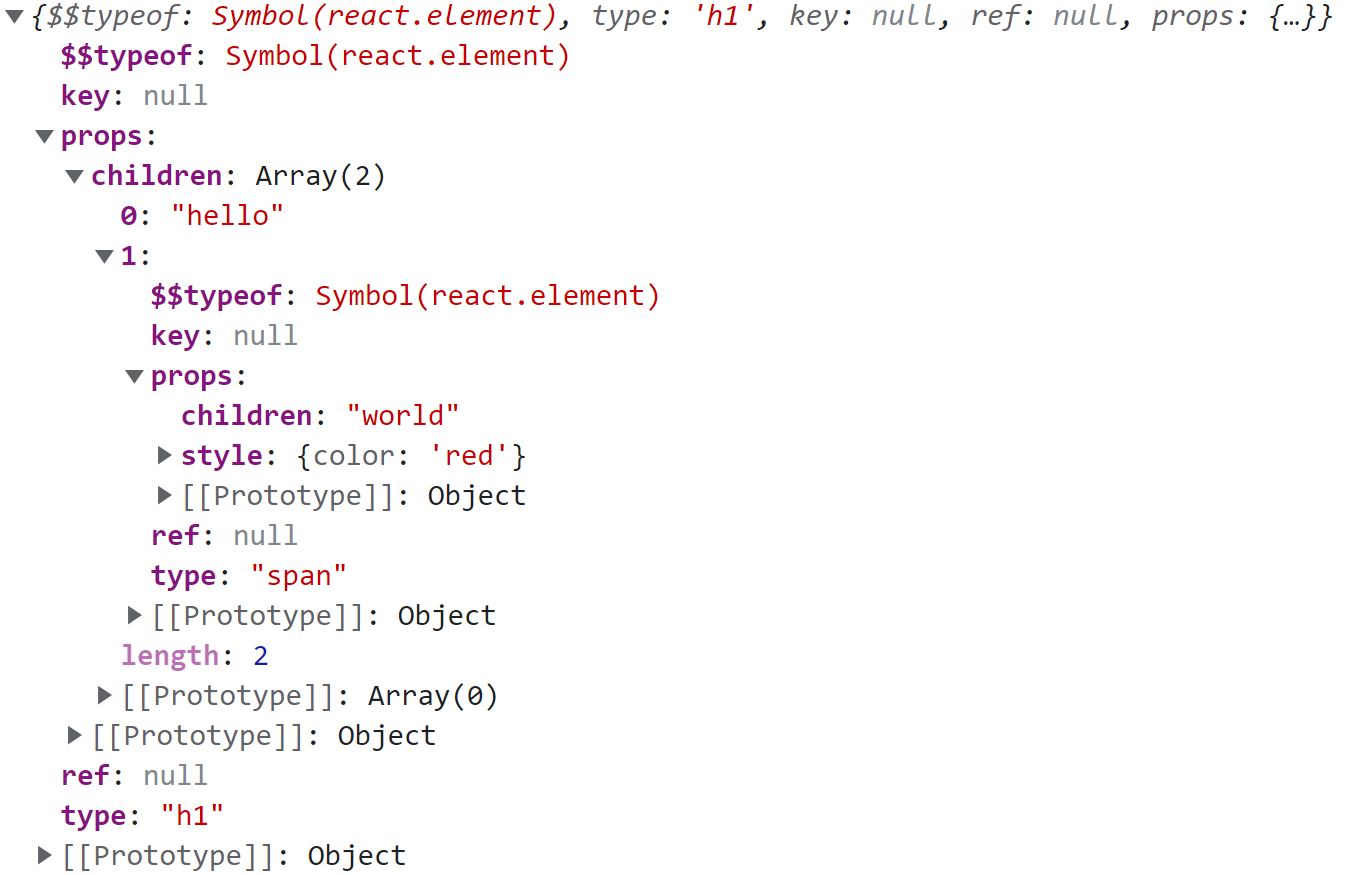 {$$typeof: Symbol(react.element), type: 'h1', key: null, ref: null, props: {…}}
$$typeof: Symbol(react.element)
key: null
props:
children: Array(2)
0: "hello"
1:
$$typeof: Symbol(react.element)
key: null
props:
children: "world"
style: {color: 'red'}
[[Prototype]]: Object
ref: null
type: "span"
[[Prototype]]: Object
length: 2
[[Prototype]]: Array(0)
[[Prototype]]: Object
ref: null
type: "h1"
[[Prototype]]: Object